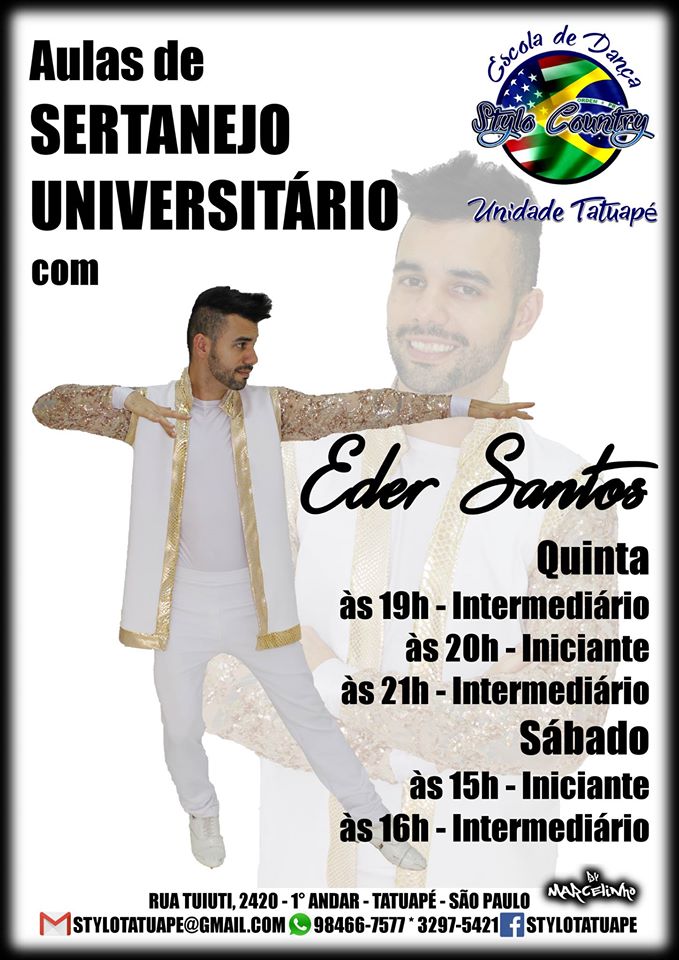 Aulas de
SERTANEJO
UNIVERSITÁRIO
com
Escola de Dança
ORDEM E PR
Stylo Country
Unidade Tatuapé
Eder Santos
Quinta
às 19h - Intermediário
às 20h - Iniciante
às 21h - Intermediário
Sábado
às 15h - Iniciante
às 16h - Intermediário
By
MARCELINHO
RUA TUIUTI, 2420 - 1° ANDAR - TATUAPÉ - SÃO PAULO
STYLOTATUAPE@GMAIL.COM 98466-7577 * 3297-5421 STYLOTATUAPE